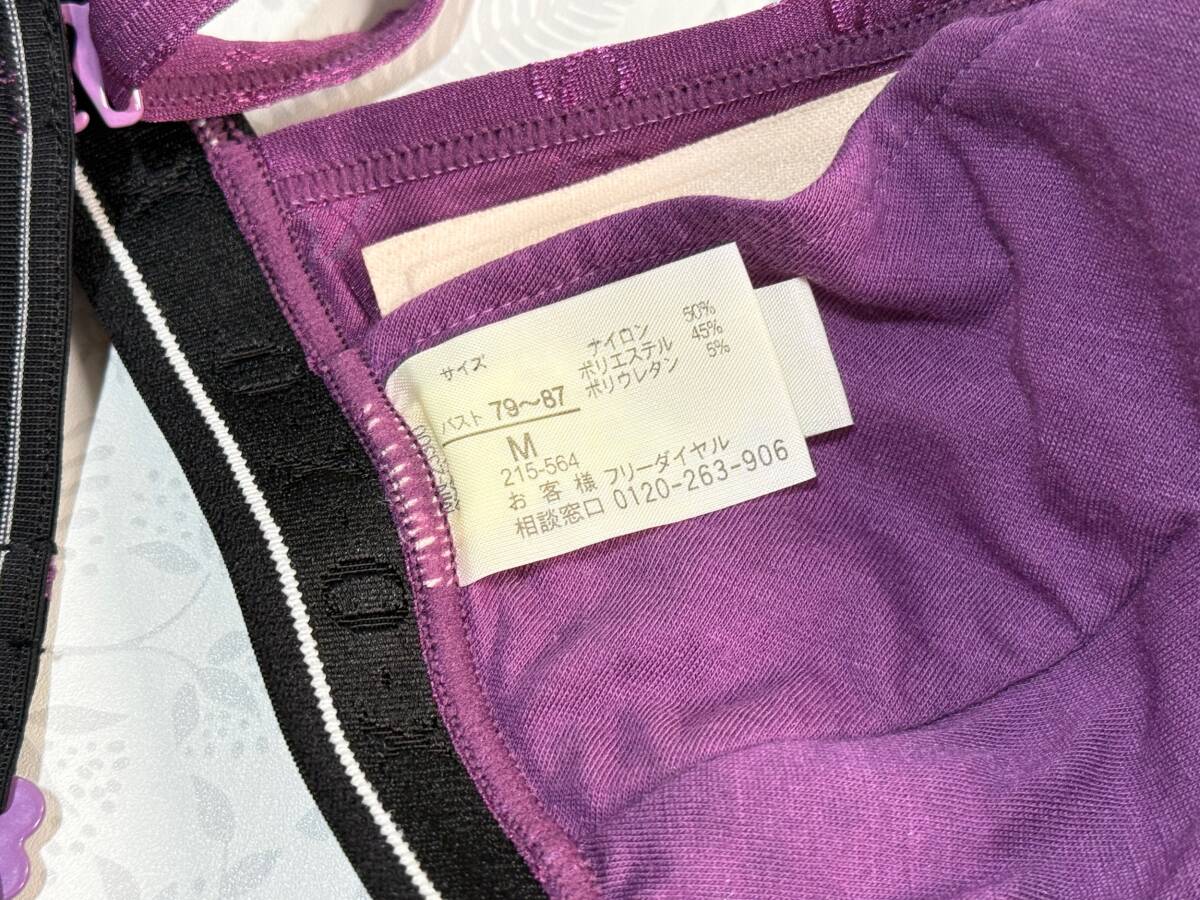 サイズ
バスト 79～87
M
ナイロン 50%
ポリエステル 45%
ポリウレタン 5%
215-564
お客様 フリーダイヤル
相談窓口 0120-263-906